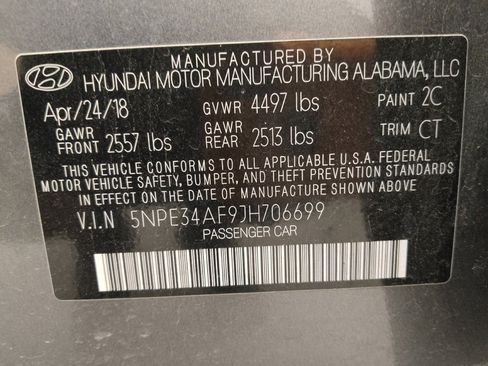 MANUFACTURED BY
HYUNDAI MOTOR MANUFACTURING ALABAMA, LLC
Apr/24/18 GVWR 4497 lbs PAINT 2C
GAWR FRONT 2557 lbs GAWR REAR 2513 lbs TRIM CT
THIS VEHICLE CONFORMS TO ALL APPLICABLE U.S.A. FEDERAL
MOTOR VEHICLE SAFETY, BUMPER, AND THEFT PREVENTION STANDARDS
IN EFFECT ON THE DATE OF MANUFACTURE SHOWN ABOVE.
V.I.N 5NPE34AF9JH706699
PASSENGER CAR